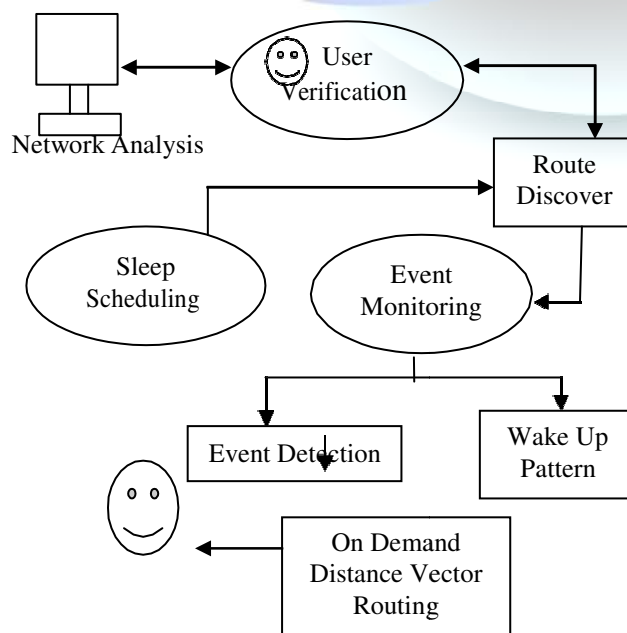 User
Verification
Network Analysis
Route
Discover
Sleep
Scheduling
Event
Monitoring
Event Detection
Wake Up
Pattern
On Demand
Distance Vector
Routing